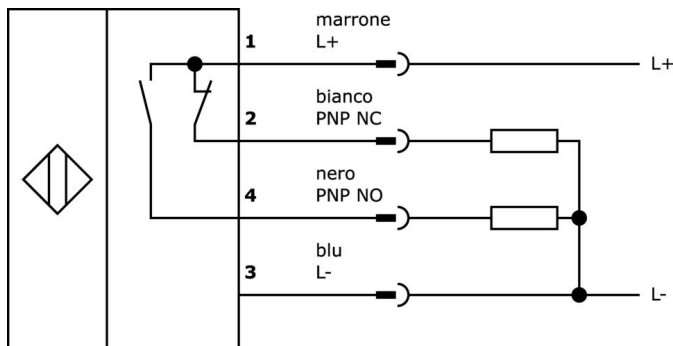 marrone
1
L+
L+
bianco
2
PNP NC
nero
4
PNP NO
blu
3
L-
L-